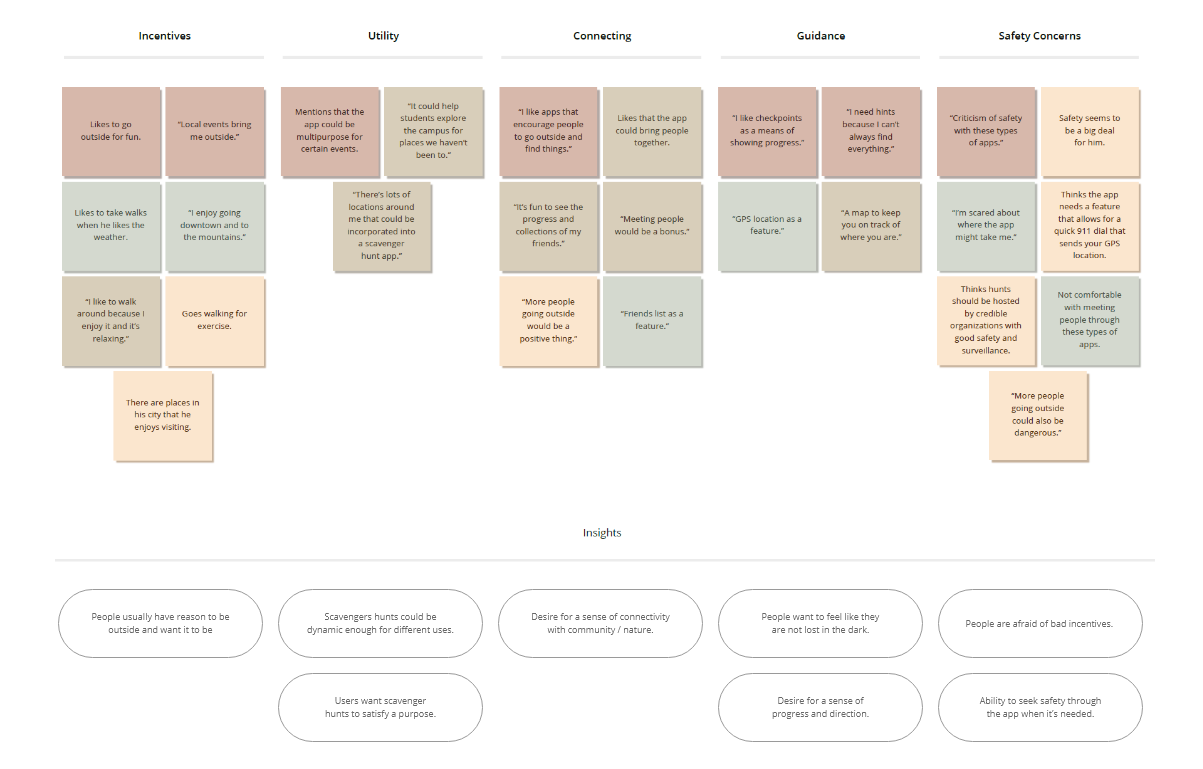 Incentives
Utility
Connecting
Guidance
Safety Concerns
Likes to go
outside for fun.
“Local events bring
me outside.”
Likes to take walks
when he likes the
weather.
“I enjoy going
downtown and to
the mountains.”
“I like to walk
around because I
enjoy it and it’s
relaxing.”
Goes walking for
exercise.
There are places in
his city that he
enjoys visiting.
Mentions that the
app could be
multipurpose for
certain events.
“It could help
students explore
the campus for
places we haven’t
been to.”
“There’s lots of
locations around
me that could be
incorporated into
a scavenger
hunt app.”
“I like apps that
encourage people
to go outside and
find things.”
Likes that the app
could bring people
together.
“It’s fun to see the
progress and
collections of my
friends.”
“Meeting people
would be a bonus.”
“More people
going outside
would be a
positive thing.”
“Friends list as a
feature.”
“I like checkpoints
as a means of
showing progress.”
“I need hints
because I can’t
always find
everything.”
“GPS location as a
feature.”
“A map to keep
you on track of
where you are.”
“Criticism of safety
with these types
of apps.”
Safety seems to
be a big deal
for him.
“I’m scared about
where the app
might take me.”
Thinks the app
needs a feature
that allows for a
quick 911 dial that
sends your GPS
location.
Thinks hunts
should be hosted
by credible
organizations with
good safety and
surveillance.
Not comfortable
with meeting
people through
these types of
apps.
“More people
going outside
could also be
dangerous.”
Insights
People usually have reason to be
outside and want it to be
Scavengers hunts could be
dynamic enough for different uses.
Desire for a sense of connectivity
with community / nature.
People want to feel like they
are not lost in the dark.
People are afraid of bad incentives.
Users want scavenger
hunts to satisfy a purpose.
Desire for a sense of
progress and direction.
Ability to seek safety through
the app when it’s needed.